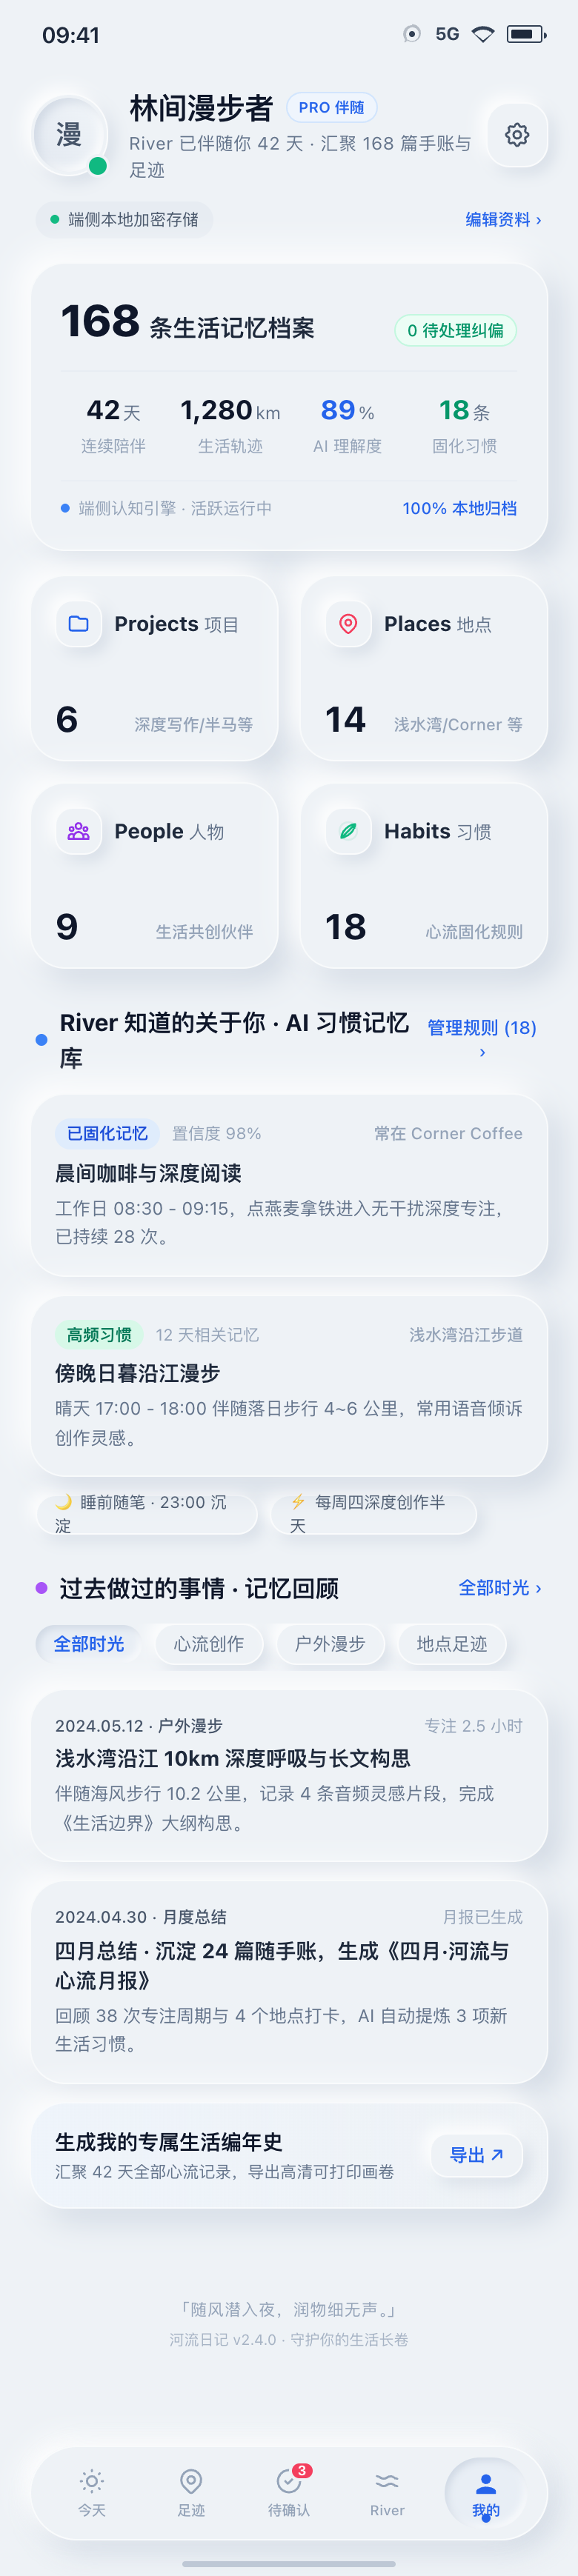 09:41
5G
漫
林间漫步者
PRO 伴随
River 已伴随你 42 天 · 汇聚 168 篇手账与
足迹
端侧本地加密存储
编辑资料 ›
168 条生活记忆档案
0 待处理纠偏
42 天
1,280 km
89 %
18 条
连续陪伴
生活轨迹
AI 理解度
固化习惯
端侧认知引擎 · 活跃运行中
100% 本地归档
Projects 项目
6
深度写作/半马等
Places 地点
14
浅水湾/Corner 等
People 人物
9
生活共创伙伴
Habits 习惯
18
心流固化规则
River 知道的关于你 · AI 习惯记忆
库
管理规则 (18)
›
已固化记忆
置信度 98%
常在 Corner Coffee
晨间咖啡与深度阅读
工作日 08:30 - 09:15，点燕麦拿铁进入无干扰深度专注，
已持续 28 次。
高频习惯
12 天相关记忆
浅水湾沿江步道
傍晚日暮沿江漫步
晴天 17:00 - 18:00 伴随落日步行 4~6 公里，常用语音倾诉
创作灵感。
🌙 睡前随笔 · 23:00 沉
淀
⚡ 每周四深度创作半
天
过去做过的事情 · 记忆回顾
全部时光 ›
全部时光
心流创作
户外漫步
地点足迹
2024.05.12 · 户外漫步
专注 2.5 小时
浅水湾沿江 10km 深度呼吸与长文构思
伴随海风步行 10.2 公里，记录 4 条音频灵感片段，完成
《生活边界》大纲构思。
2024.04.30 · 月度总结
月报已生成
四月总结 · 沉淀 24 篇随手账，生成《四月·河流与
心流月报》
回顾 38 次专注周期与 4 个地点打卡，AI 自动提炼 3 项新
生活习惯。
生成我的专属生活编年史
汇聚 42 天全部心流记录，导出高清可打印画卷
导出 ↗
「随风潜入夜，润物细无声。」
河流日记 v2.4.0 · 守护你的生活长卷
3
今天
足迹
待确认
River
我的